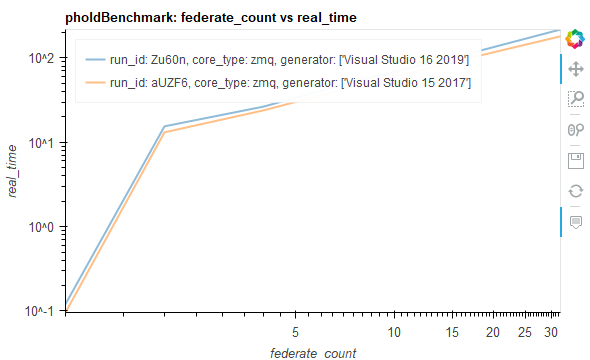 pholdBenchmark: federate_count vs real_time
run_id: Zu60n, core_type: zmq, generator: ['Visual Studio 16 2019']
run_id: aUZF6, core_type: zmq, generator: ['Visual Studio 15 2017']
real_time
10^2
10^1
10^0
10^-1
5 10 15 20 25 30
federate_count